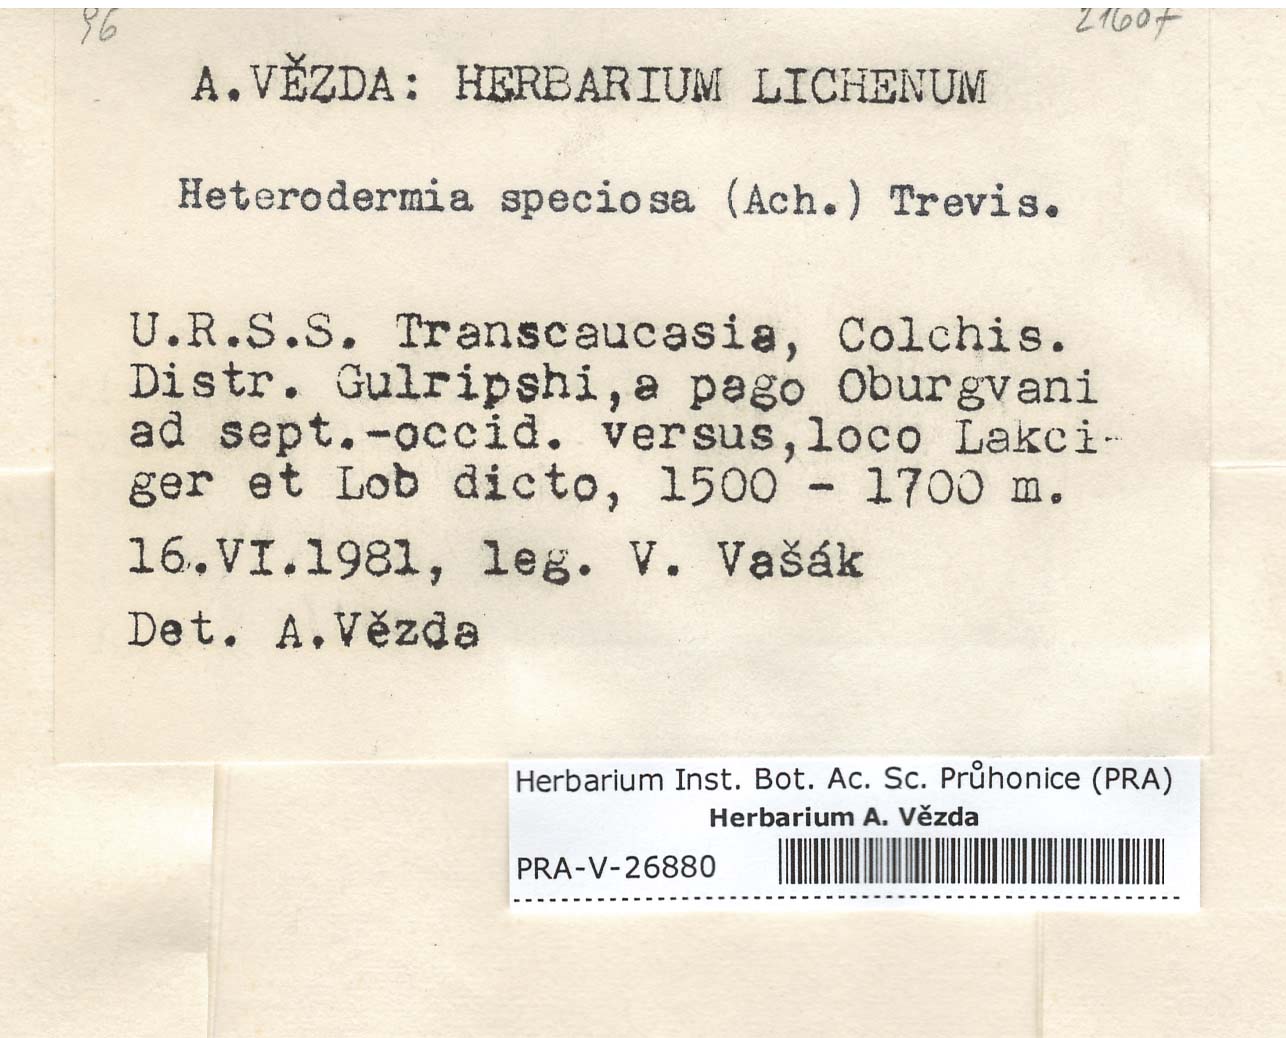 96
21607
A.VĚZDA: HERBARIUM LICHENUM
Heterodermia speciosa (Ach.) Trevis.
U.R.S.S. Transcaucasia, Colchis.
Distr. Gulripshi,a pago Oburgvani
ad sept.-occid. versus,loco Lakci-
ger et Lob dicto, 1500 - 1700 m.
16.VI.1981, leg. V. Vašák
Det. A.Vězda
Herbarium Inst. Bot. Ac. Sc. Průhonice (PRA)
Herbarium A. Vězda
PRA-V-26880